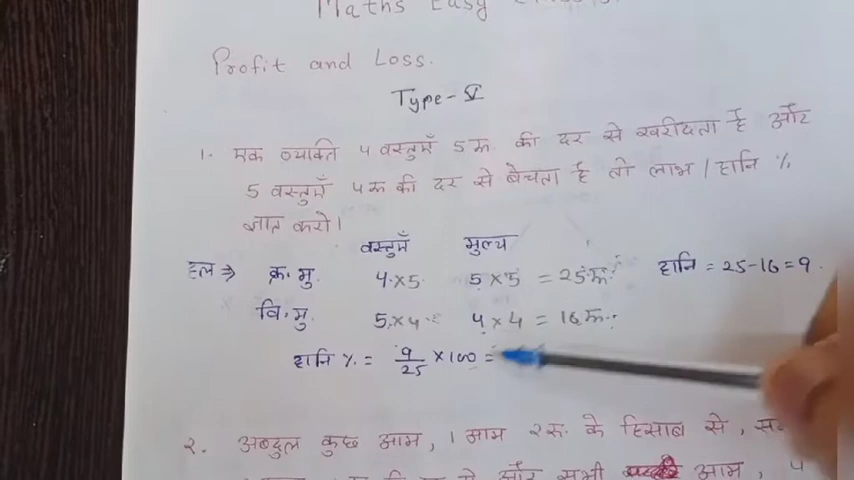 Maths Easy
Profit and Loss.
Type-V
1. एक व्यक्ति 4 वस्तुएँ 5 रू. की दर से खरीदता है और
5 वस्तुएँ 4 रू की दर से बेचता है तो लाभ / हानि %
ज्ञात करो।
वस्तुएँ मुल्य
हल ⇒ क्र. मु. 4×5 5×5 = 25 रू. हानि = 25-16=9.
वि. मु. 5×4 4×4 = 16 रू.
हानि %. = 9/25 ×100 =
2. अब्दुल कुछ आम, 1 आम 2 रू. के हिसाब से,
और सभी आम, 4